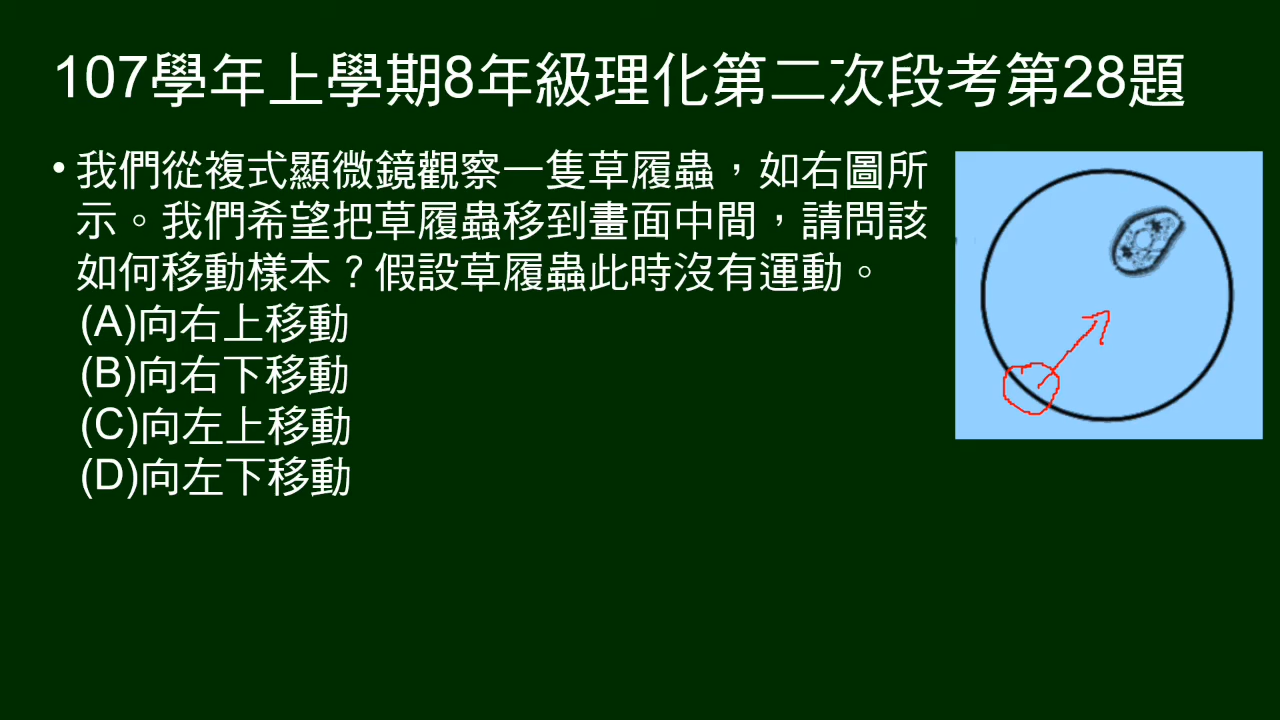 107學年上學期8年級理化第二次段考第28題
• 我們從複式顯微鏡觀察一隻草履蟲，如右圖所
示。我們希望把草履蟲移到畫面中間，請問該
如何移動樣本？假設草履蟲此時沒有運動。
(A)向右上移動
(B)向右下移動
(C)向左上移動
(D)向左下移動